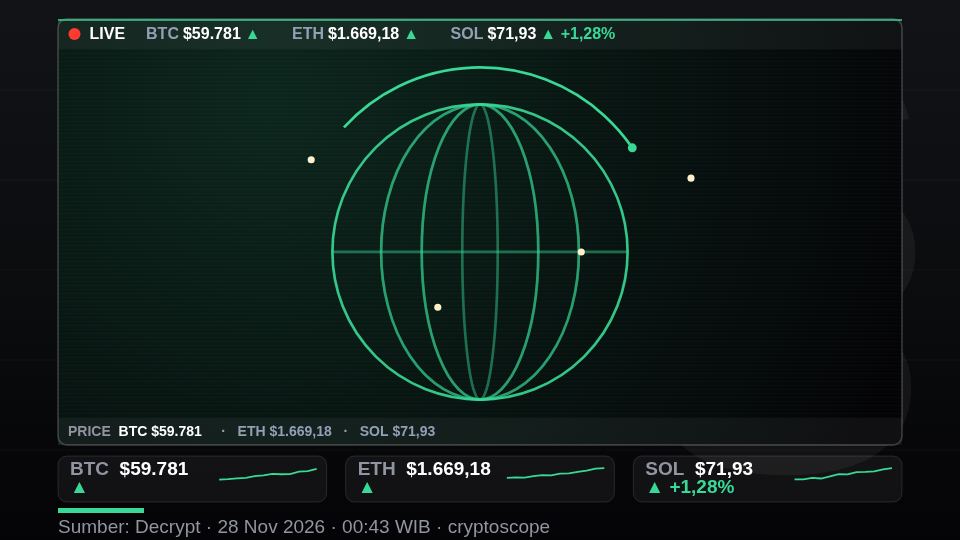 LIVE BTC $59.781 ▲ ETH $1.669,18 ▲ SOL $71,93 ▲ +1,28%
PRICE BTC $59.781 · ETH $1.669,18 · SOL $71,93
BTC $59.781
▲
ETH $1.669,18
▲
SOL $71,93
▲ +1,28%
Sumber: Decrypt · 28 Nov 2026 · 00:43 WIB · cryptoscope